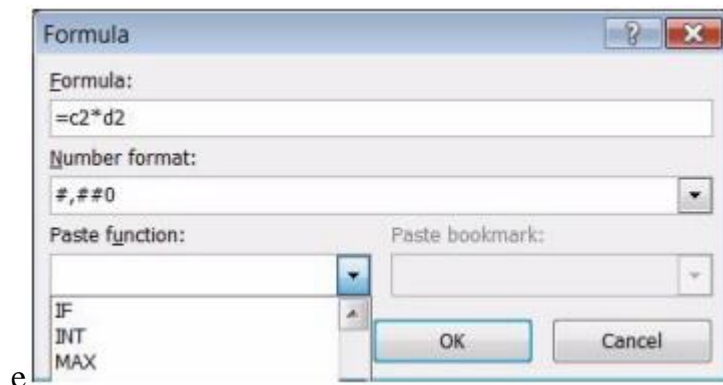 Formula
Formula:
=c2*d2
Number format:
#,##0
Paste function: Paste bookmark:
IF
INT
MAX
OK Cancel
e